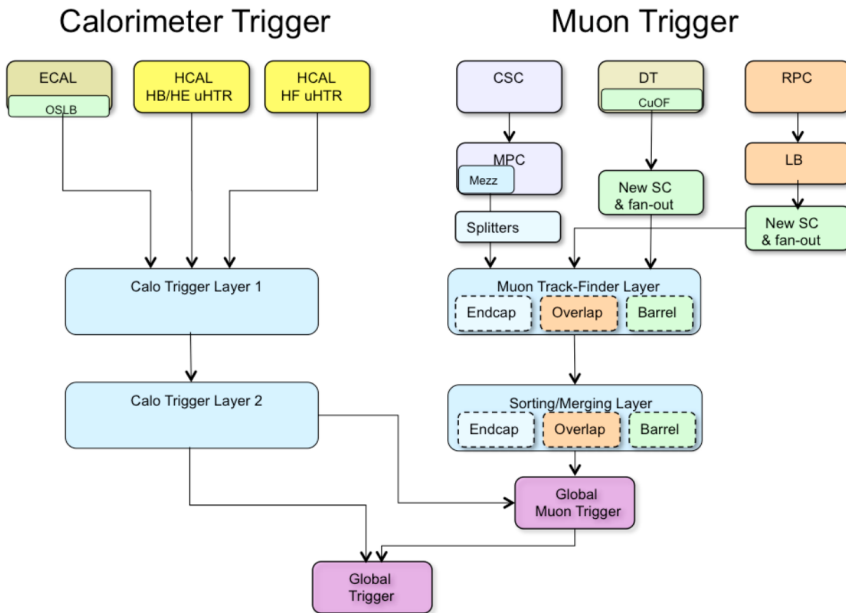 Calorimeter Trigger
Muon Trigger
ECAL
OSLB
HCAL
HB/HE uHTR
HCAL
HF uHTR
CSC
DT
CuOF
RPC
MPC
Mezz
LB
New SC
& fan-out
Splitters
New SC
& fan-out
Calo Trigger Layer 1
Muon Track-Finder Layer
Endcap
Overlap
Barrel
Calo Trigger Layer 2
Sorting/Merging Layer
Endcap
Overlap
Barrel
Global
Muon Trigger
Global
Trigger